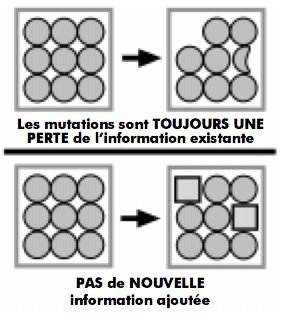 Les mutations sont TOUJOURS UNE
PERTE de l'information existante
PAS de NOUVELLE
information ajoutée